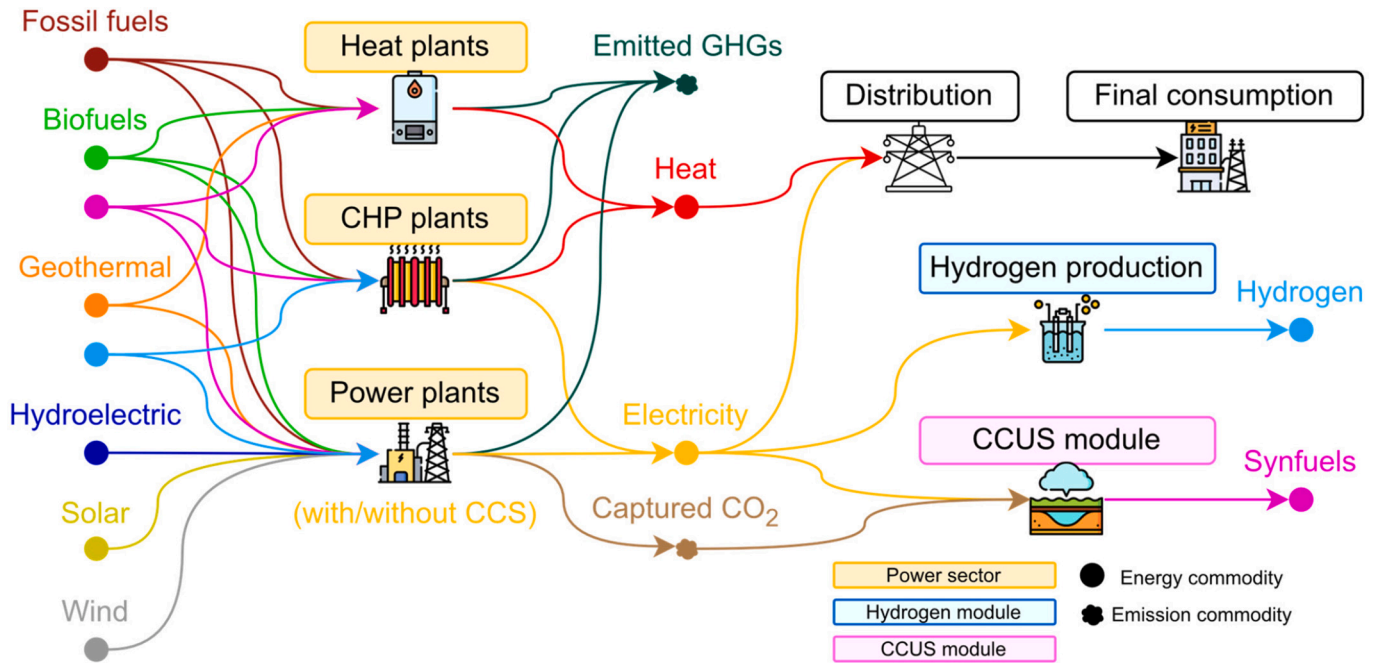 Fossil fuels
Heat plants
Emitted GHGs
Distribution
Final consumption
Biofuels
Heat
CHP plants
Geothermal
Hydrogen production
Hydrogen
Power plants
Hydroelectric
Electricity
CCUS module
Synfuels
Solar
(with/without CCS)
Captured CO2
Power sector
Energy commodity
Wind
Hydrogen module
Emission commodity
CCUS module